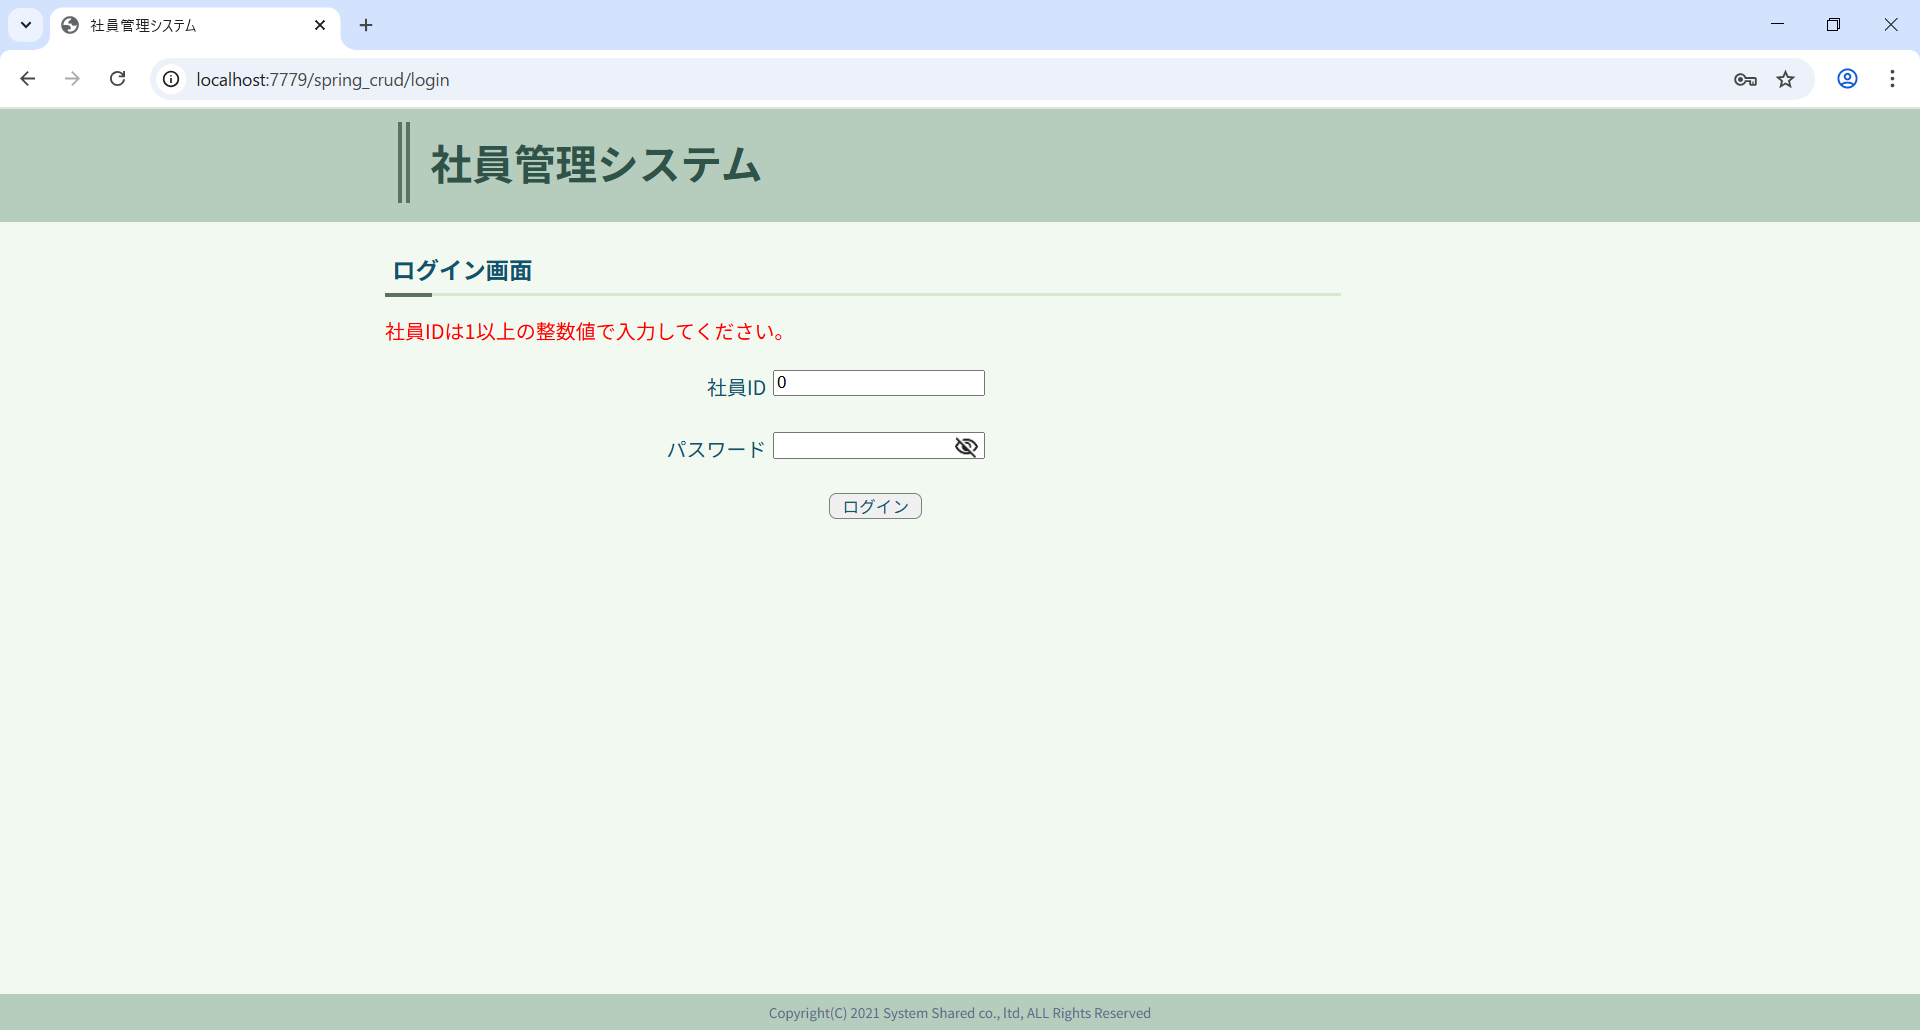 社員管理システム
localhost:7779/spring_crud/login
社員管理システム
ログイン画面
社員IDは1以上の整数値で入力してください。
社員ID 0
パスワード
ログイン
Copyright(C) 2021 System Shared co., ltd, ALL Rights Reserved